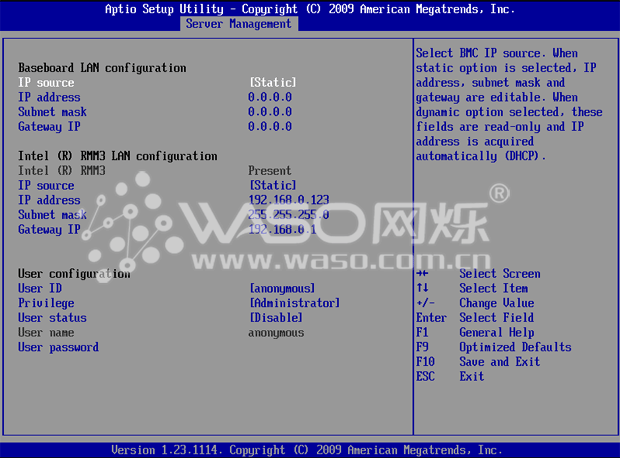 Aptio Setup Utility - Copyright (C) 2009 American Megatrends, Inc.
Server Management
Baseboard LAN configuration
IP source [Static]
IP address 0.0.0.0
Subnet mask 0.0.0.0
Gateway IP 0.0.0.0
Intel (R) RMM3 LAN configuration
Intel (R) RMM3 Present
IP source [Static]
IP address 192.168.0.123
Subnet mask 255.255.255.0
Gateway IP 192.168.0.1
User configuration
User ID [anonymous]
Privilege [Administrator]
User status [Disable]
User name anonymous
User password
Select BMC IP source. When
static option is selected, IP
address, subnet mask and
gateway are editable. When
dynamic option selected, these
fields are read-only and IP
address is acquired
automatically (DHCP).
→← Select Screen
↑↓ Select Item
+/- Change Value
Enter Select Field
F1 General Help
F9 Optimized Defaults
F10 Save and Exit
ESC Exit
WASO网烁®
www.waso.com.cn
Version 1.23.1114. Copyright (C) 2009 American Megatrends, Inc.